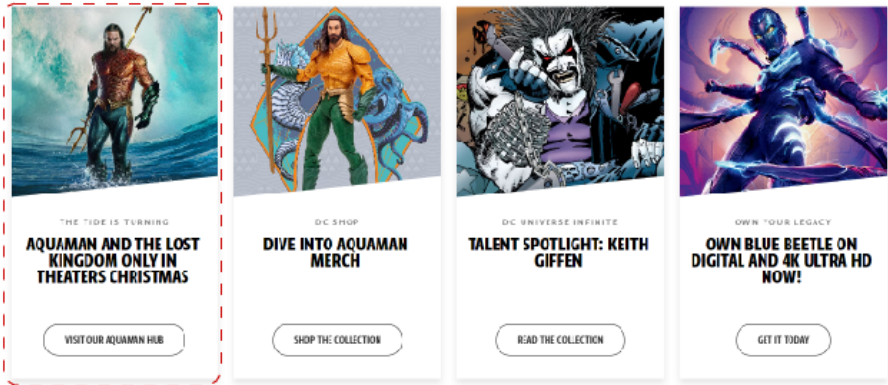 THE TIDE IS TURNING
AQUAMAN AND THE LOST
KINGDOM ONLY IN
THEATERS CHRISTMAS
VISIT OUR AQUAMAN HUB
DC SHOP
DIVE INTO AQUAMAN
MERCH
SHOP THE COLLECTION
DC UNIVERSE INFINITE
TALENT SPOTLIGHT: KEITH
GIFFEN
READ THE COLLECTION
OWN YOUR LEGACY
OWN BLUE BEETLE ON
DIGITAL AND 4K ULTRA HD
NOW!
GET IT TODAY